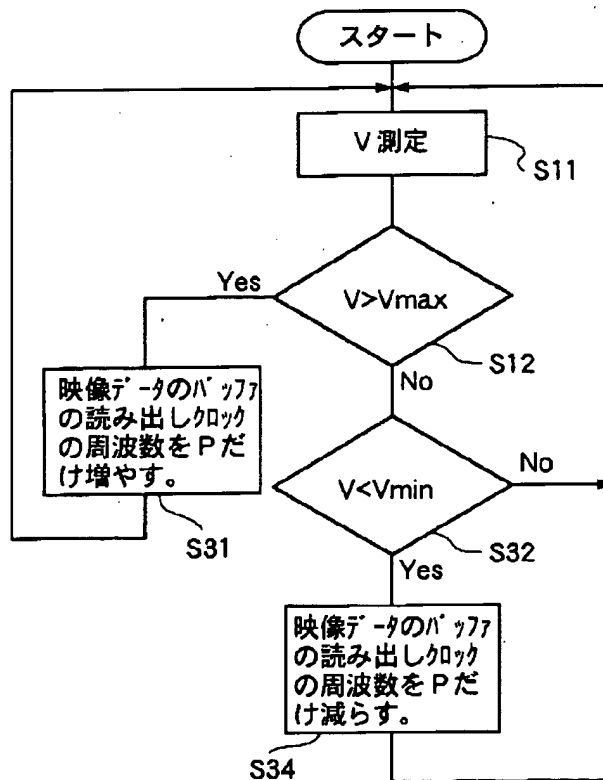 スタート
V 測定
S11
Yes
V>Vmax
S12
No
映像ﾃﾞｰﾀのﾊﾞｯﾌｧ
の読み出しｸﾛｯｸ
の周波数をPだ
け増やす。
S31
V<Vmin
No
S32
Yes
映像ﾃﾞｰﾀのﾊﾞｯﾌｧ
の読み出しｸﾛｯｸ
の周波数をPだ
け減らす。
S34